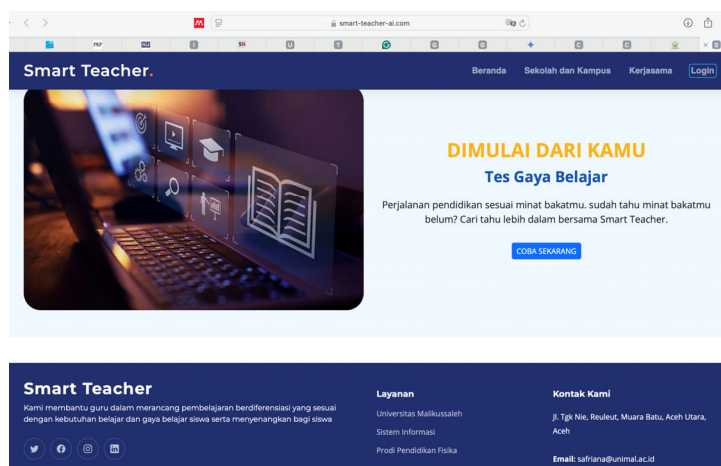 smart-teacher-ai.com
PKP
IGI
I
SN
U
T
G
G
G
G
G
S
Smart Teacher.
Beranda
Sekolah dan Kampus
Kerjasama
Login
DIMULAI DARI KAMU
Tes Gaya Belajar
Perjalanan pendidikan sesuai minat bakatmu. sudah tahu minat bakatmu
belum? Cari tahu lebih dalam bersama Smart Teacher.
COBA SEKARANG
Smart Teacher
Kami membantu guru dalam merancang pembelajaran berdiferensiasi yang sesuai
dengan kebutuhan belajar dan gaya belajar siswa serta menyenangkan bagi siswa
Layanan
Universitas Malikussaleh
Sistem Informasi
Prodi Pendidikan Fisika
Kontak Kami
Jl. Tgk Nie, Reuleut, Muara Batu, Aceh Utara,
Aceh
Email: safriana@unimal.ac.id